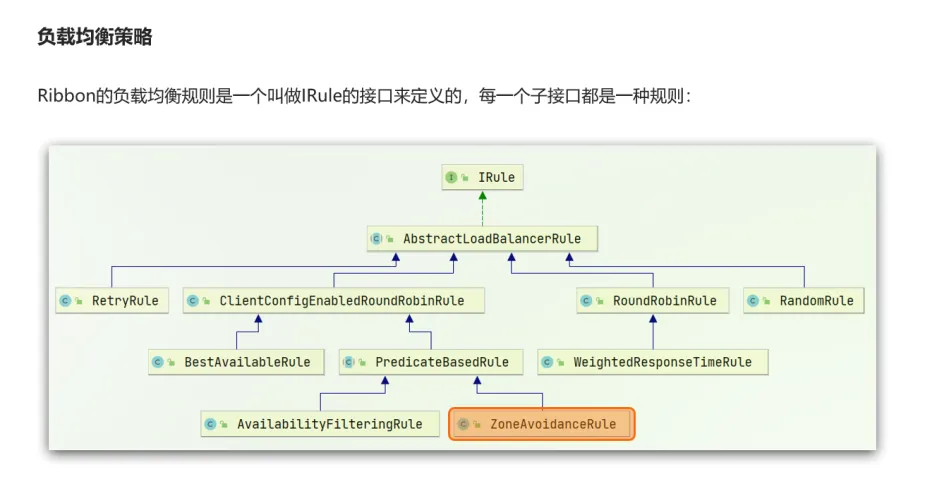 负载均衡策略
Ribbon的负载均衡规则是一个叫做IRule的接口来定义的，每一个子接口都是一种规则：
IRule
AbstractLoadBalancerRule
RetryRule
ClientConfigEnabledRoundRobinRule
RoundRobinRule
RandomRule
BestAvailableRule
PredicateBasedRule
WeightedResponseTimeRule
AvailabilityFilteringRule
ZoneAvoidanceRule